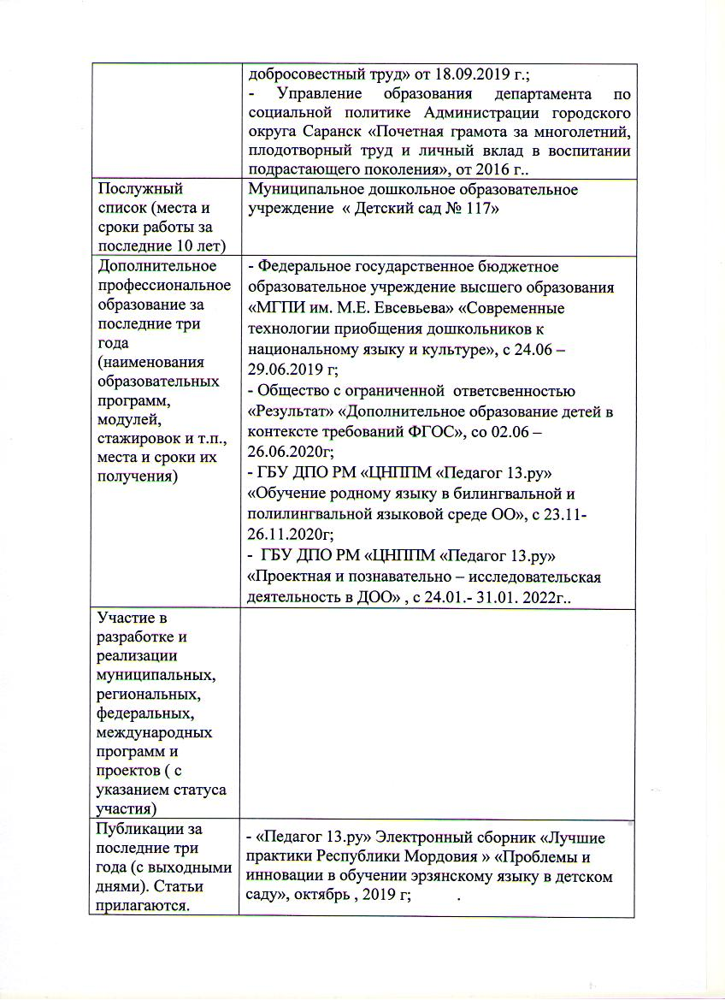 добросовестный труд» от 18.09.2019 г.;
- Управление образования департамента по
социальной политике Администрации городского
округа Саранск «Почетная грамота за многолетний,
плодотворный труд и личный вклад в воспитании
подрастающего поколения», от 2016 г..
Послужный
список (места и
сроки работы за
последние 10 лет)
Муниципальное дошкольное образовательное
учреждение « Детский сад № 117»
Дополнительное
профессиональное
образование за
последние три
года
(наименования
образовательных
программ,
модулей,
стажировок и т.п.,
места и сроки их
получения)
- Федеральное государственное бюджетное
образовательное учреждение высшего образования
«МГПИ им. М.Е. Евсевьева» «Современные
технологии приобщения дошкольников к
национальному языку и культуре», с 24.06 –
29.06.2019 г;
- Общество с ограниченной ответсвенностью
«Результат» «Дополнительное образование детей в
контексте требований ФГОС», со 02.06 –
26.06.2020г;
- ГБУ ДПО РМ «ЦНППМ «Педагог 13.ру»
«Обучение родному языку в билингвальной и
полилингвальной языковой среде ОО», с 23.11-
26.11.2020г;
- ГБУ ДПО РМ «ЦНППМ «Педагог 13.ру»
«Проектная и познавательно – исследовательская
деятельность в ДОО» , с 24.01.- 31.01. 2022г..
Участие в
разработке и
реализации
муниципальных,
региональных,
федеральных,
международных
программ и
проектов ( с
указанием статуса
участия)
Публикации за
последние три
года (с выходными
днями). Статьи
прилагаются.
- «Педагог 13.ру» Электронный сборник «Лучшие
практики Республики Мордовия » «Проблемы и
инновации в обучении эрзянскому языку в детском
саду», октябрь , 2019 г;